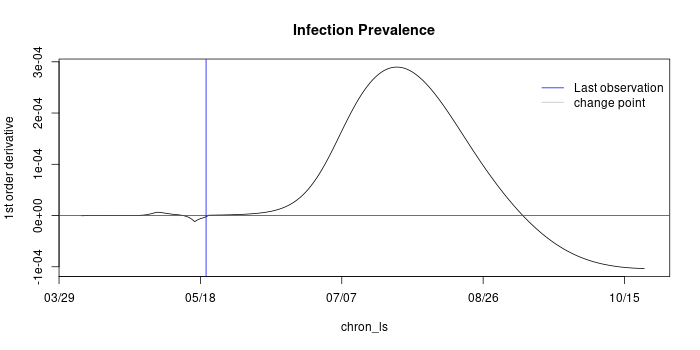 Infection Prevalence
3e-04
2e-04
1e-04
0e+00
-1e-04
1st order derivative
Last observation
change point
03/29
05/18
07/07
08/26
10/15
chron_ls